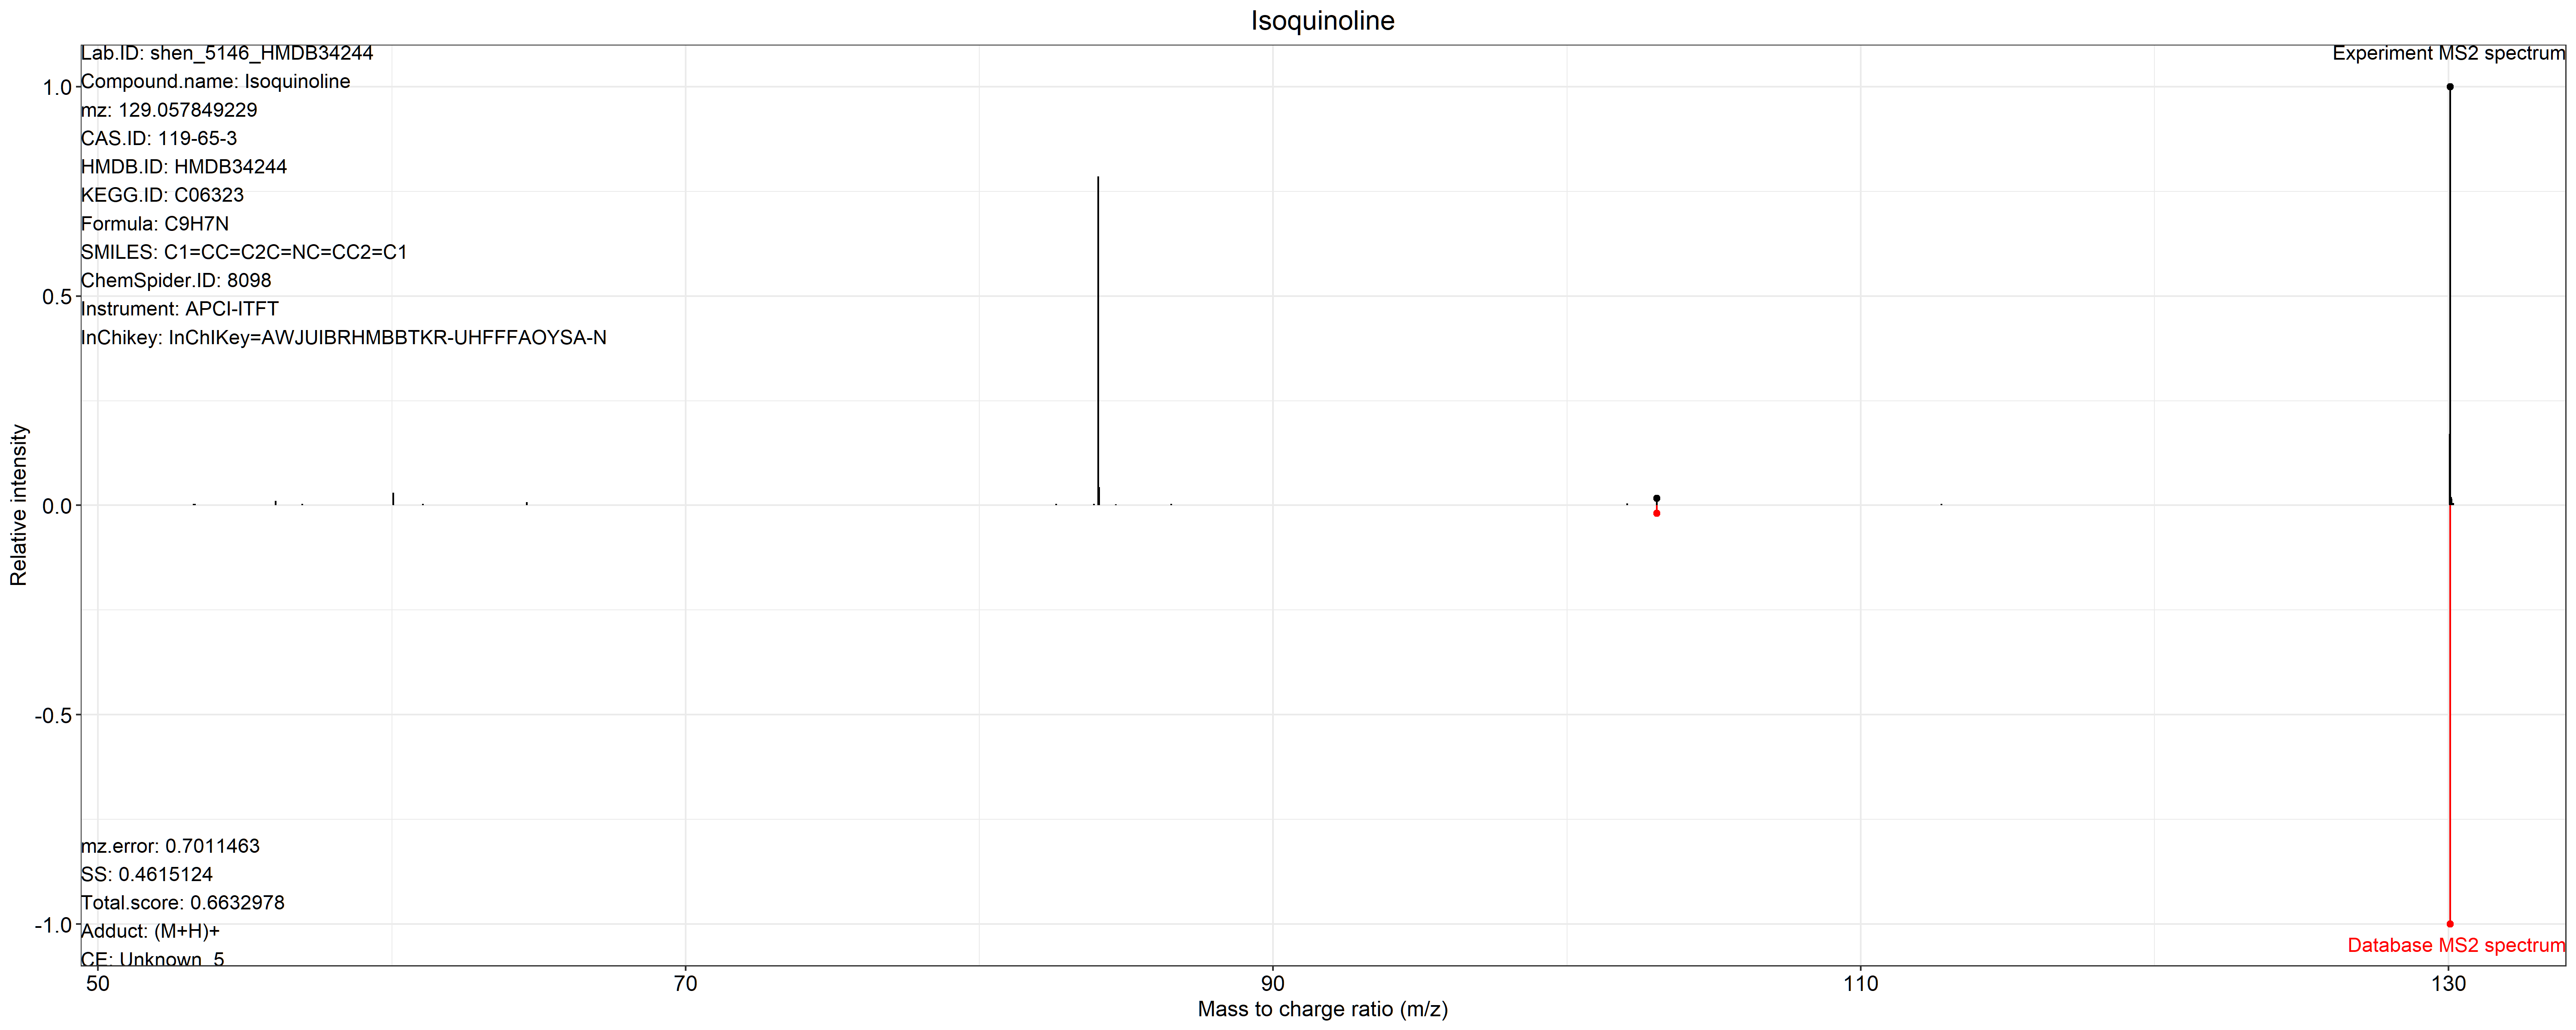 Isoquinoline
Lab.ID: shen_5146_HMDB34244
Experiment MS2 spectrum
Compound.name: Isoquinoline
mz: 129.057849229
CAS.ID: 119-65-3
HMDB.ID: HMDB34244
KEGG.ID: C06323
Formula: C9H7N
SMILES: C1=CC=C2C=NC=CC2=C1
ChemSpider.ID: 8098
Instrument: APCI-ITFT
InChikey: InChIKey=AWJUIBRHMBBTKR-UHFFFAOYSA-N
1.0
0.5
0.0
-0.5
-1.0
Relative intensity
mz.error: 0.7011463
SS: 0.4615124
Total.score: 0.6632978
Adduct: (M+H)+
CE: Unknown_5
Database MS2 spectrum
50 70 90 110 130
Mass to charge ratio (m/z)